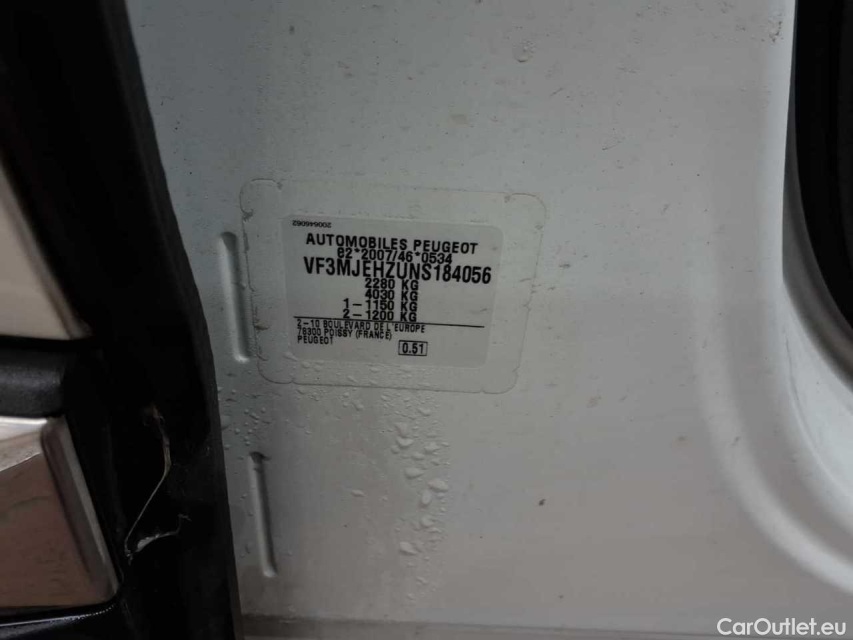 200648062
AUTOMOBILES PEUGEOT
e2*2007/46*0534
VF3MJEHZUNS184056
2280 KG
4030 KG
1-1150 KG
2-1200 KG
2-10 BOULEVARD DE L'EUROPE
78300 POISSY (FRANCE)
PEUGEOT
0.51
CarOutlet.eu